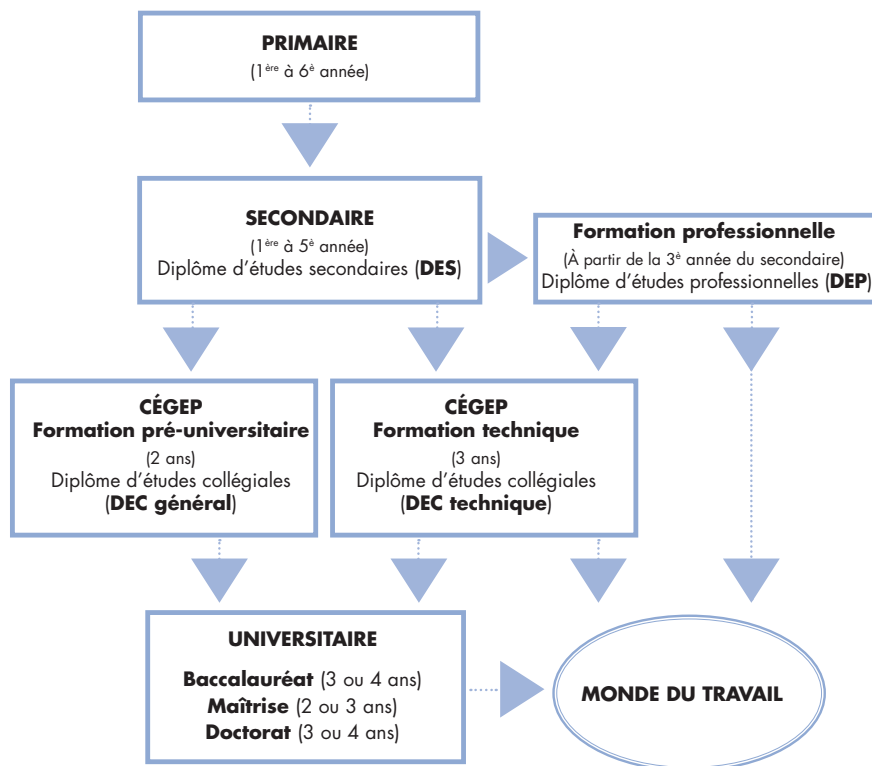 PRIMAIRE
(1ère à 6è année)
SECONDAIRE
(1ère à 5è année)
Diplôme d'études secondaires (DES)
Formation professionnelle
(À partir de la 3è année du secondaire)
Diplôme d'études professionnelles (DEP)
CÉGEP
Formation pré-universitaire
(2 ans)
Diplôme d'études collégiales
(DEC général)
CÉGEP
Formation technique
(3 ans)
Diplôme d'études collégiales
(DEC technique)
UNIVERSITAIRE
Baccalauréat (3 ou 4 ans)
Maîtrise (2 ou 3 ans)
Doctorat (3 ou 4 ans)
MONDE DU TRAVAIL